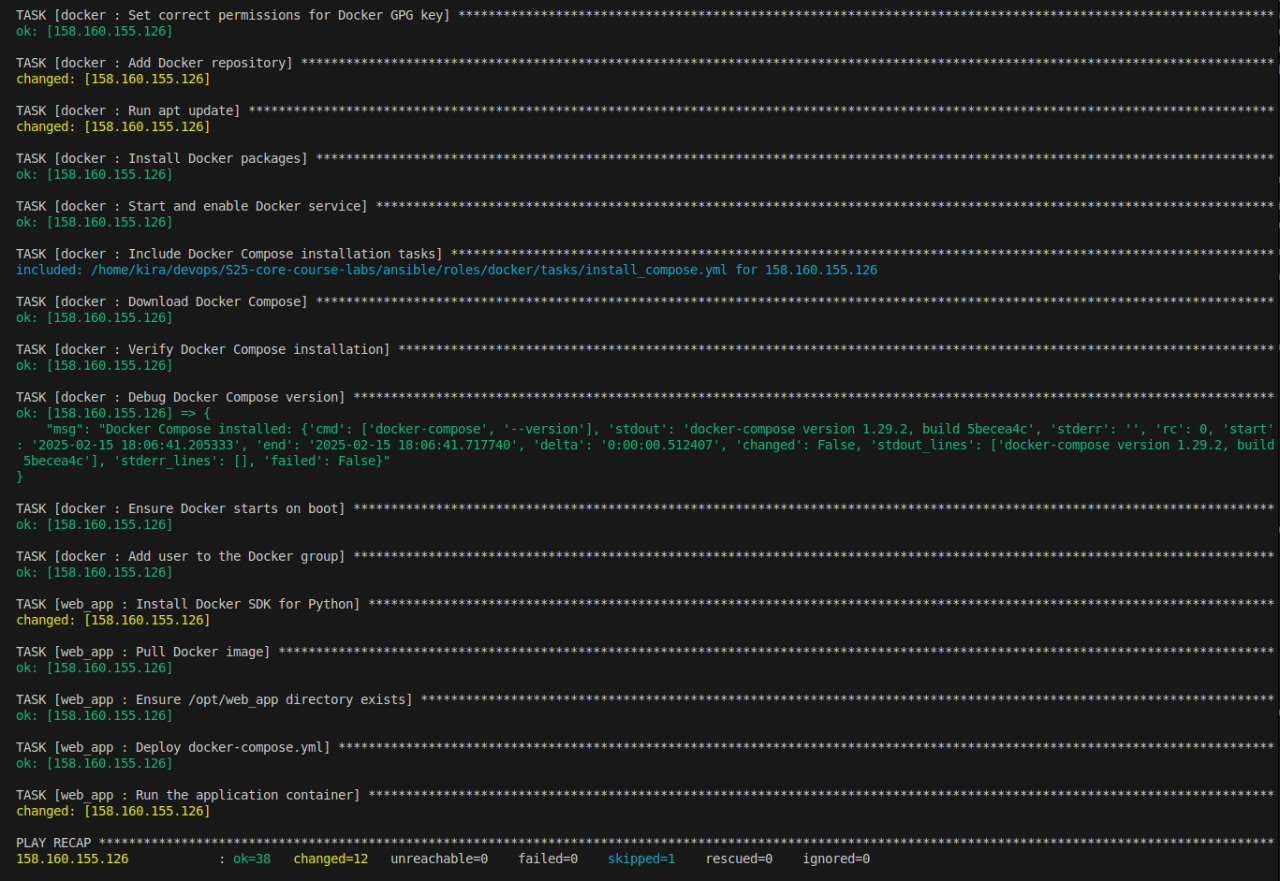 TASK [docker : Set correct permissions for Docker GPG key] *************************************************************************************************************
ok: [158.160.155.126]
TASK [docker : Add Docker repository] **********************************************************************************************************************************
changed: [158.160.155.126]
TASK [docker : Run apt update] *****************************************************************************************************************************************
changed: [158.160.155.126]
TASK [docker : Install Docker packages] ********************************************************************************************************************************
ok: [158.160.155.126]
TASK [docker : Start and enable Docker service] ************************************************************************************************************************
ok: [158.160.155.126]
TASK [docker : Include Docker Compose installation tasks] **************************************************************************************************************
included: /home/kira/devops/S25-core-course-labs/ansible/roles/docker/tasks/install_compose.yml for 158.160.155.126
TASK [docker : Download Docker Compose] ********************************************************************************************************************************
ok: [158.160.155.126]
TASK [docker : Verify Docker Compose installation] *********************************************************************************************************************
ok: [158.160.155.126]
TASK [docker : Debug Docker Compose version] ***************************************************************************************************************************
ok: [158.160.155.126] => {
"msg": "Docker Compose installed: {'cmd': ['docker-compose', '--version'], 'stdout': 'docker-compose version 1.29.2, build 5becea4c', 'stderr': '', 'rc': 0, 'start'
: '2025-02-15 18:06:41.205333', 'end': '2025-02-15 18:06:41.717740', 'delta': '0:00:00.512407', 'changed': False, 'stdout_lines': ['docker-compose version 1.29.2, build
5becea4c'], 'stderr_lines': [], 'failed': False}"
}
TASK [docker : Ensure Docker starts on boot] ***************************************************************************************************************************
ok: [158.160.155.126]
TASK [docker : Add user to the Docker group] ***************************************************************************************************************************
ok: [158.160.155.126]
TASK [web_app : Install Docker SDK for Python] *************************************************************************************************************************
changed: [158.160.155.126]
TASK [web_app : Pull Docker image] *************************************************************************************************************************************
ok: [158.160.155.126]
TASK [web_app : Ensure /opt/web_app directory exists] ******************************************************************************************************************
ok: [158.160.155.126]
TASK [web_app : Deploy docker-compose.yml] *****************************************************************************************************************************
ok: [158.160.155.126]
TASK [web_app : Run the application container] *************************************************************************************************************************
changed: [158.160.155.126]
PLAY RECAP *************************************************************************************************************************************************************
158.160.155.126 : ok=38 changed=12 unreachable=0 failed=0 skipped=1 rescued=0 ignored=0